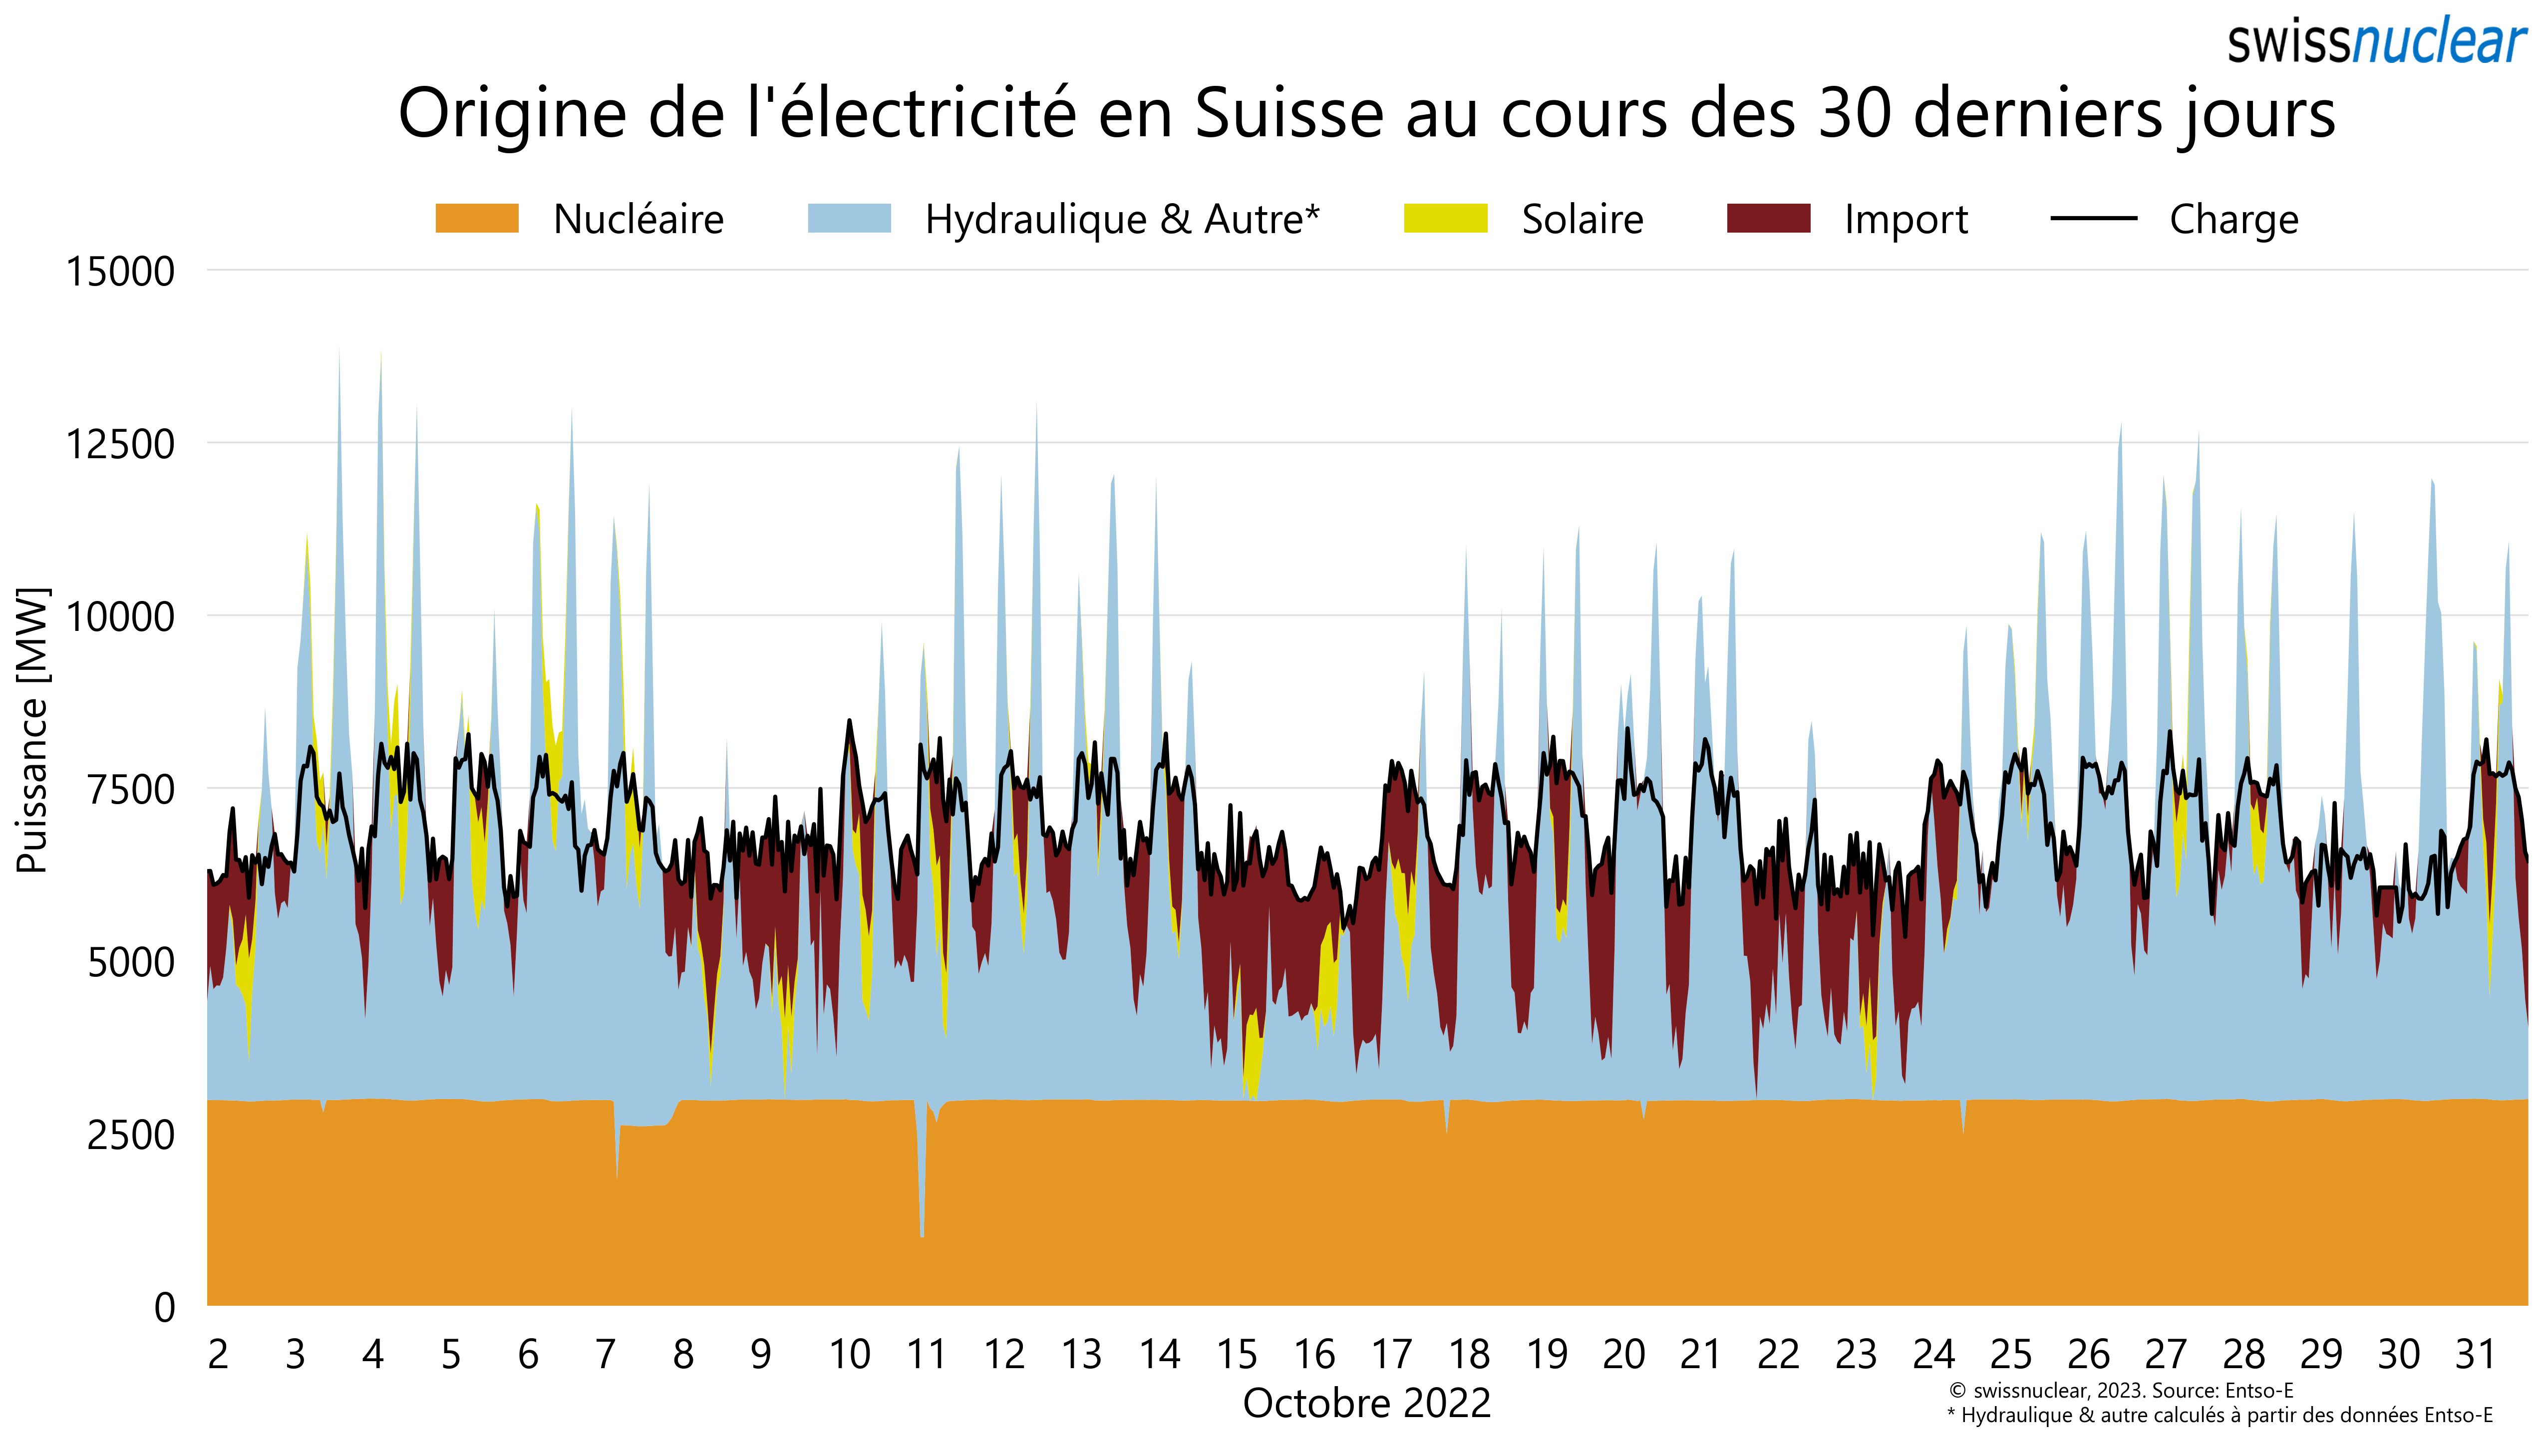 swissnuclear
Origine de l'électricité en Suisse au cours des 30 derniers jours
Nucléaire Hydraulique & Autre* Solaire Import Charge
Puissance [MW]
15000
12500
10000
7500
5000
2500
0
2 3 4 5 6 7 8 9 10 11 12 13 14 15 16 17 18 19 20 21 22 23 24 25 26 27 28 29 30 31
Octobre 2022
© swissnuclear, 2023. Source: Entso-E
* Hydraulique & autre calculés à partir des données Entso-E